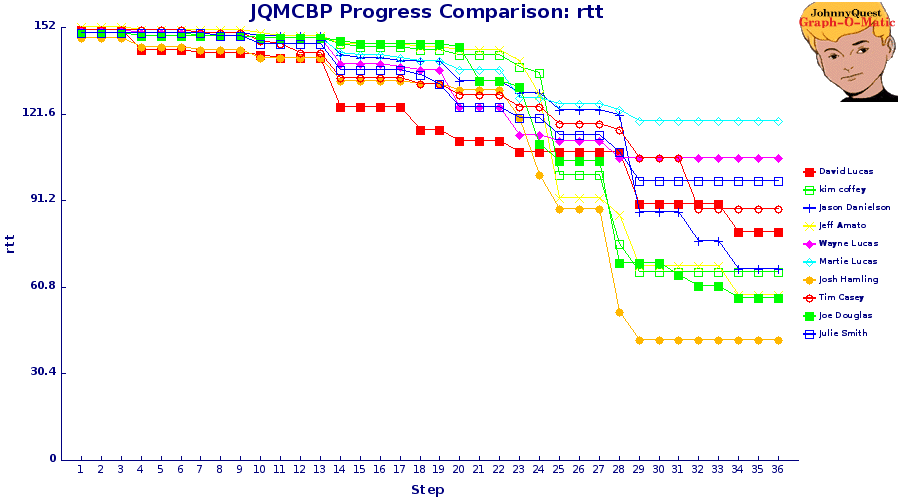 JQMCBP Progress Comparison: rtt
JohnnyQuest
Graph-O-Matic
152
121.6
91.2
60.8
30.4
0
rtt
1 2 3 4 5 6 7 8 9 10 11 12 13 14 15 16 17 18 19 20 21 22 23 24 25 26 27 28 29 30 31 32 33 34 35 36
Step
David Lucas
kim coffey
Jason Danielson
Jeff Amato
Wayne Lucas
Martie Lucas
Josh Hamling
Tim Casey
Joe Douglas
Julie Smith